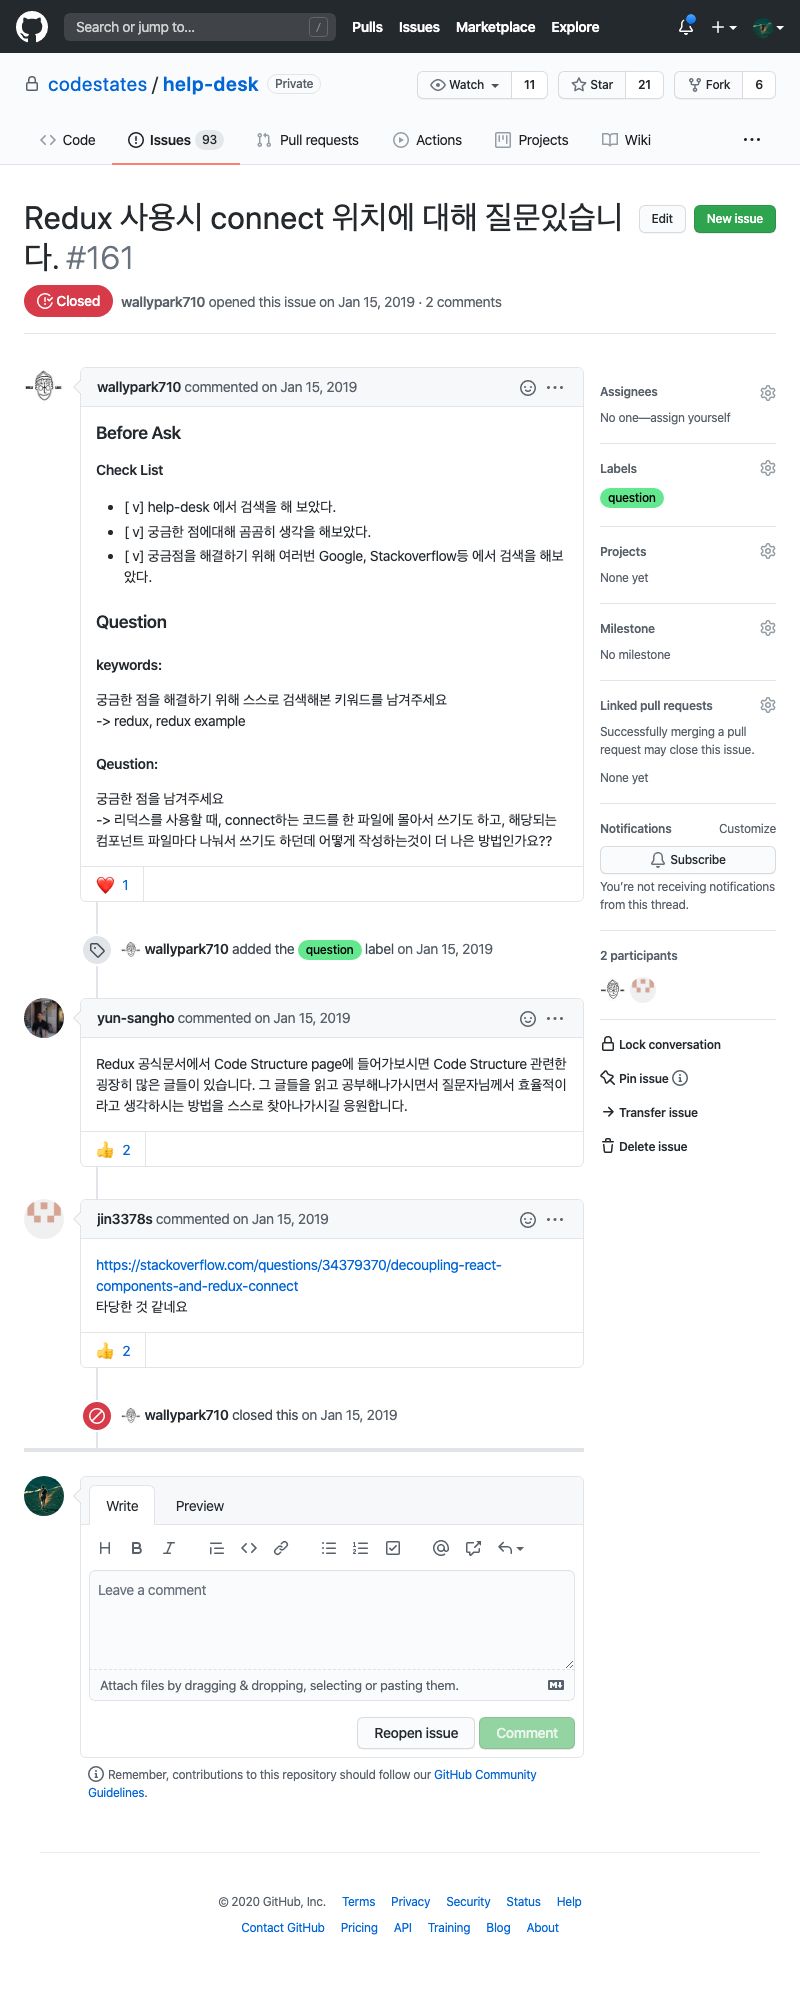 Search or jump to... /
Pulls Issues Marketplace Explore
codestates / help-desk Private
Watch 11 Star 21 Fork 6
Code Issues 93 Pull requests Actions Projects Wiki ...
Redux 사용시 connect 위치에 대해 질문있습니
다. #161
Edit New issue
Closed wallypark710 opened this issue on Jan 15, 2019 · 2 comments
wallypark710 commented on Jan 15, 2019
Before Ask
Check List
• [ v] help-desk 에서 검색을 해 보았다.
• [ v] 궁금한 점에대해 곰곰히 생각을 해보았다.
• [ v] 궁금점을 해결하기 위해 여러번 Google, Stackoverflow등 에서 검색을 해보
았다.
Question
keywords:
궁금한 점을 해결하기 위해 스스로 검색해본 키워드를 남겨주세요
-> redux, redux example
Qeustion:
궁금한 점을 남겨주세요
-> 리덕스를 사용할 때, connect하는 코드를 한 파일에 몰아서 쓰기도 하고, 해당되는
컴포넌트 파일마다 나눠서 쓰기도 하던데 어떻게 작성하는것이 더 나은 방법인가요??
❤️ 1
wallypark710 added the question label on Jan 15, 2019
yun-sangho commented on Jan 15, 2019
Redux 공식문서에서 Code Structure page에 들어가보시면 Code Structure 관련한
굉장히 많은 글들이 있습니다. 그 글들을 읽고 공부해나가시면서 질문자님께서 효율적이
라고 생각하시는 방법을 스스로 찾아나가시길 응원합니다.
👍 2
jin3378s commented on Jan 15, 2019
https://stackoverflow.com/questions/34379370/decoupling-react-
components-and-redux-connect
타당한 것 같네요
👍 2
wallypark710 closed this on Jan 15, 2019
Write Preview
H B I @
Leave a comment
Attach files by dragging & dropping, selecting or pasting them.
Reopen issue Comment
Remember, contributions to this repository should follow our GitHub Community
Guidelines.
Assignees
No one—assign yourself
Labels
question
Projects
None yet
Milestone
No milestone
Linked pull requests
Successfully merging a pull
request may close this issue.
None yet
Notifications Customize
Subscribe
You're not receiving notifications
from this thread.
2 participants
Lock conversation
Pin issue
Transfer issue
Delete issue
© 2020 GitHub, Inc. Terms Privacy Security Status Help
Contact GitHub Pricing API Training Blog About